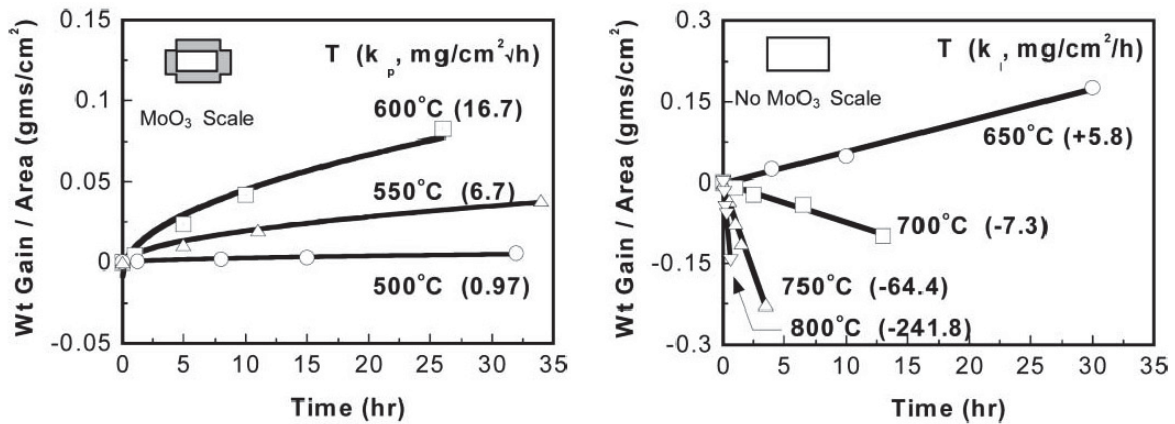 0.15
T (k p, mg/cm²√h)
MoO₃ Scale
0.1
600°C (16.7)
0.05
550°C (6.7)
0
500°C (0.97)
-0.05
0 5 10 15 20 25 30 35
Time (hr)
Wt Gain / Area (gms/cm²)
0.3
T (k l, mg/cm²/h)
No MoO₃ Scale
0.15
650°C (+5.8)
0
700°C (-7.3)
-0.15
750°C (-64.4)
800°C (-241.8)
-0.3
0 5 10 15 20 25 30 35
Time (hr)
Wt Gain / Area (gms/cm²)